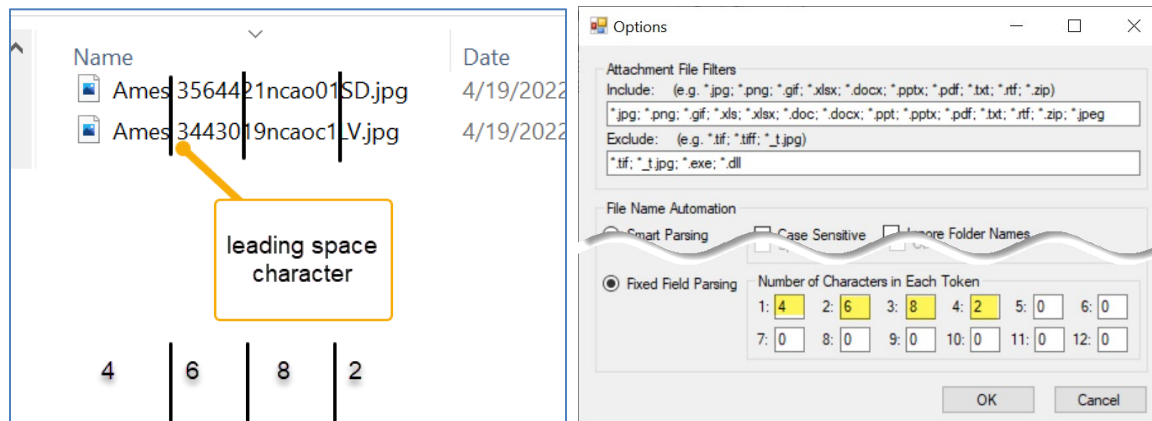 Name Date
Ames 3564421ncao01SD.jpg 4/19/2022
Ames 3443019ncaoc1LV.jpg 4/19/2022
leading space
character
4 6 8 2
Options
Attachment File Filters
Include: (e.g. *.jpg; *.png; *.gif; *.xlsx; *.docx; *.pptx; *.pdf; *.txt; *.rtf; *.zip)
*.jpg; *.png; *.gif; *.xls; *.xlsx; *.doc; *.docx; *.ppt; *.pptx; *.pdf; *.txt; *.rtf; *.zip; *.jpeg
Exclude: (e.g. *.tif; *.tiff; *_t.jpg)
*.tif; *_t.jpg; *.exe; *.dll
File Name Automation
Smart Parsing Case Sensitive Ignore Folder Names
Fixed Field Parsing Number of Characters in Each Token
1: 4 2: 6 3: 8 4: 2 5: 0 6: 0
7: 0 8: 0 9: 0 10: 0 11: 0 12: 0
OK Cancel